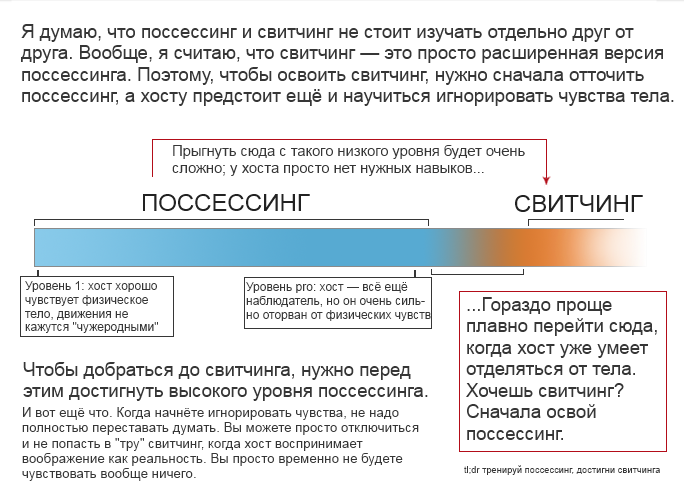 Я думаю, что поссессинг и свитчинг не стоит изучать отдельно друг от
друга. Вообще, я считаю, что свитчинг — это просто расширенная версия
поссессинга. Поэтому, чтобы освоить свитчинг, нужно сначала отточить
поссессинг, а хосту предстоит ещё и научиться игнорировать чувства тела.
Прыгнуть сюда с такого низкого уровня будет очень
сложно; у хоста просто нет нужных навыков...
ПОССЕССИНГ
СВИТЧИНГ
Уровень 1: хост хорошо
чувствует физическое
тело, движения не
кажутся "чужеродными"
Уровень pro: хост — всё ещё
наблюдатель, но он очень силь-
но оторван от физических чувств
...Гораздо проще
плавно перейти сюда,
когда хост уже умеет
отделяться от тела.
Хочешь свитчинг?
Сначала освой
поссессинг.
Чтобы добраться до свитчинга, нужно перед
этим достигнуть высокого уровня поссессинга.
И вот ещё что. Когда начнёте игнорировать чувства, не надо
полностью переставать думать. Вы можете просто отключиться
и не попасть в "тру" свитчинг, когда хост воспринимает
воображение как реальность. Вы просто временно не будете
чувствовать вообще ничего.
tl;dr тренируй поссессинг, достигни свитчинга